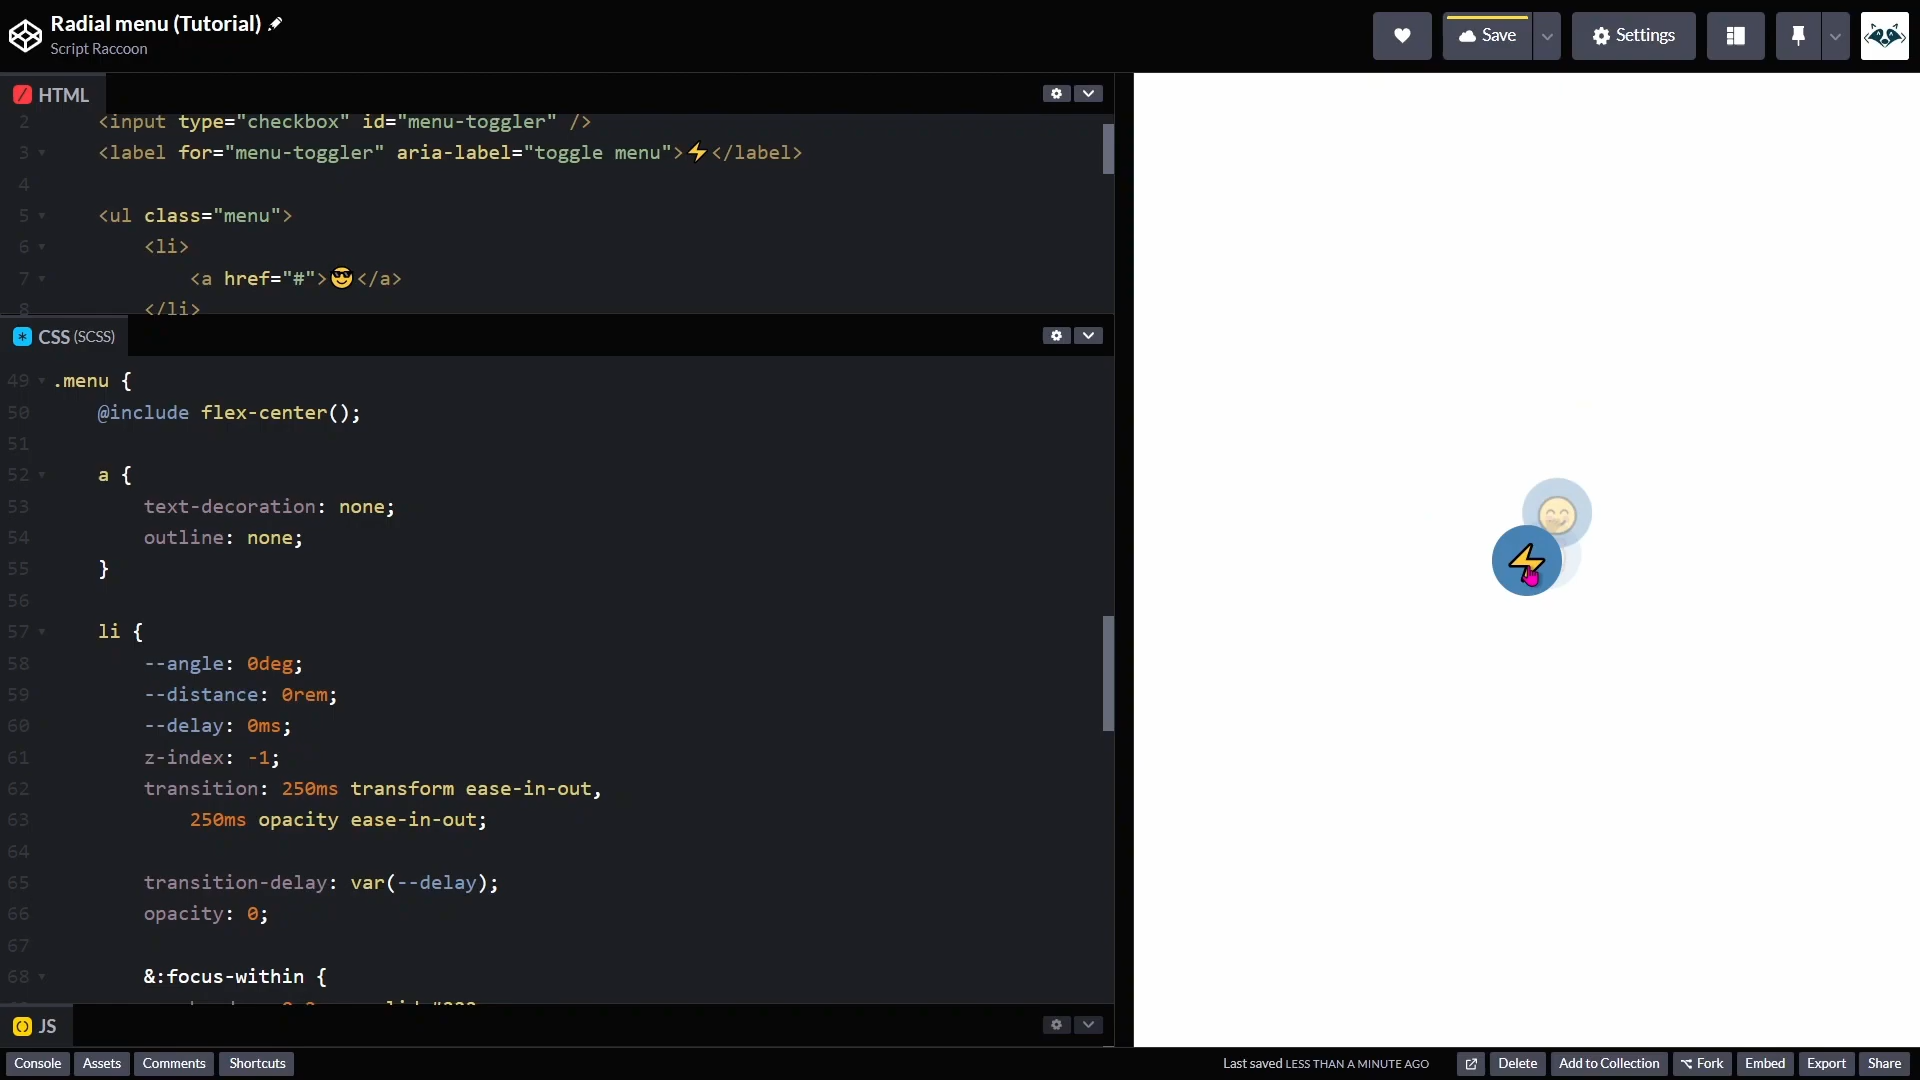 Radial menu (Tutorial)
Script Raccoon
Save
Settings
HTML
2 <input type="checkbox" id="menu-toggler" />
3 <label for="menu-toggler" aria-label="toggle menu">⚡</label>
4
5 <ul class="menu">
6 <li>
7 <a href="#">😎</a>
8 </li>
CSS (SCSS)
49 .menu {
50 @include flex-center();
51
52 a {
53 text-decoration: none;
54 outline: none;
55 }
56
57 li {
58 --angle: 0deg;
59 --distance: 0rem;
60 --delay: 0ms;
61 z-index: -1;
62 transition: 250ms transform ease-in-out,
63 250ms opacity ease-in-out;
64
65 transition-delay: var(--delay);
66 opacity: 0;
67
68 &:focus-within {
JS
Console Assets Comments Shortcuts
Last saved LESS THAN A MINUTE AGO
Delete Add to Collection Fork Embed Export Share